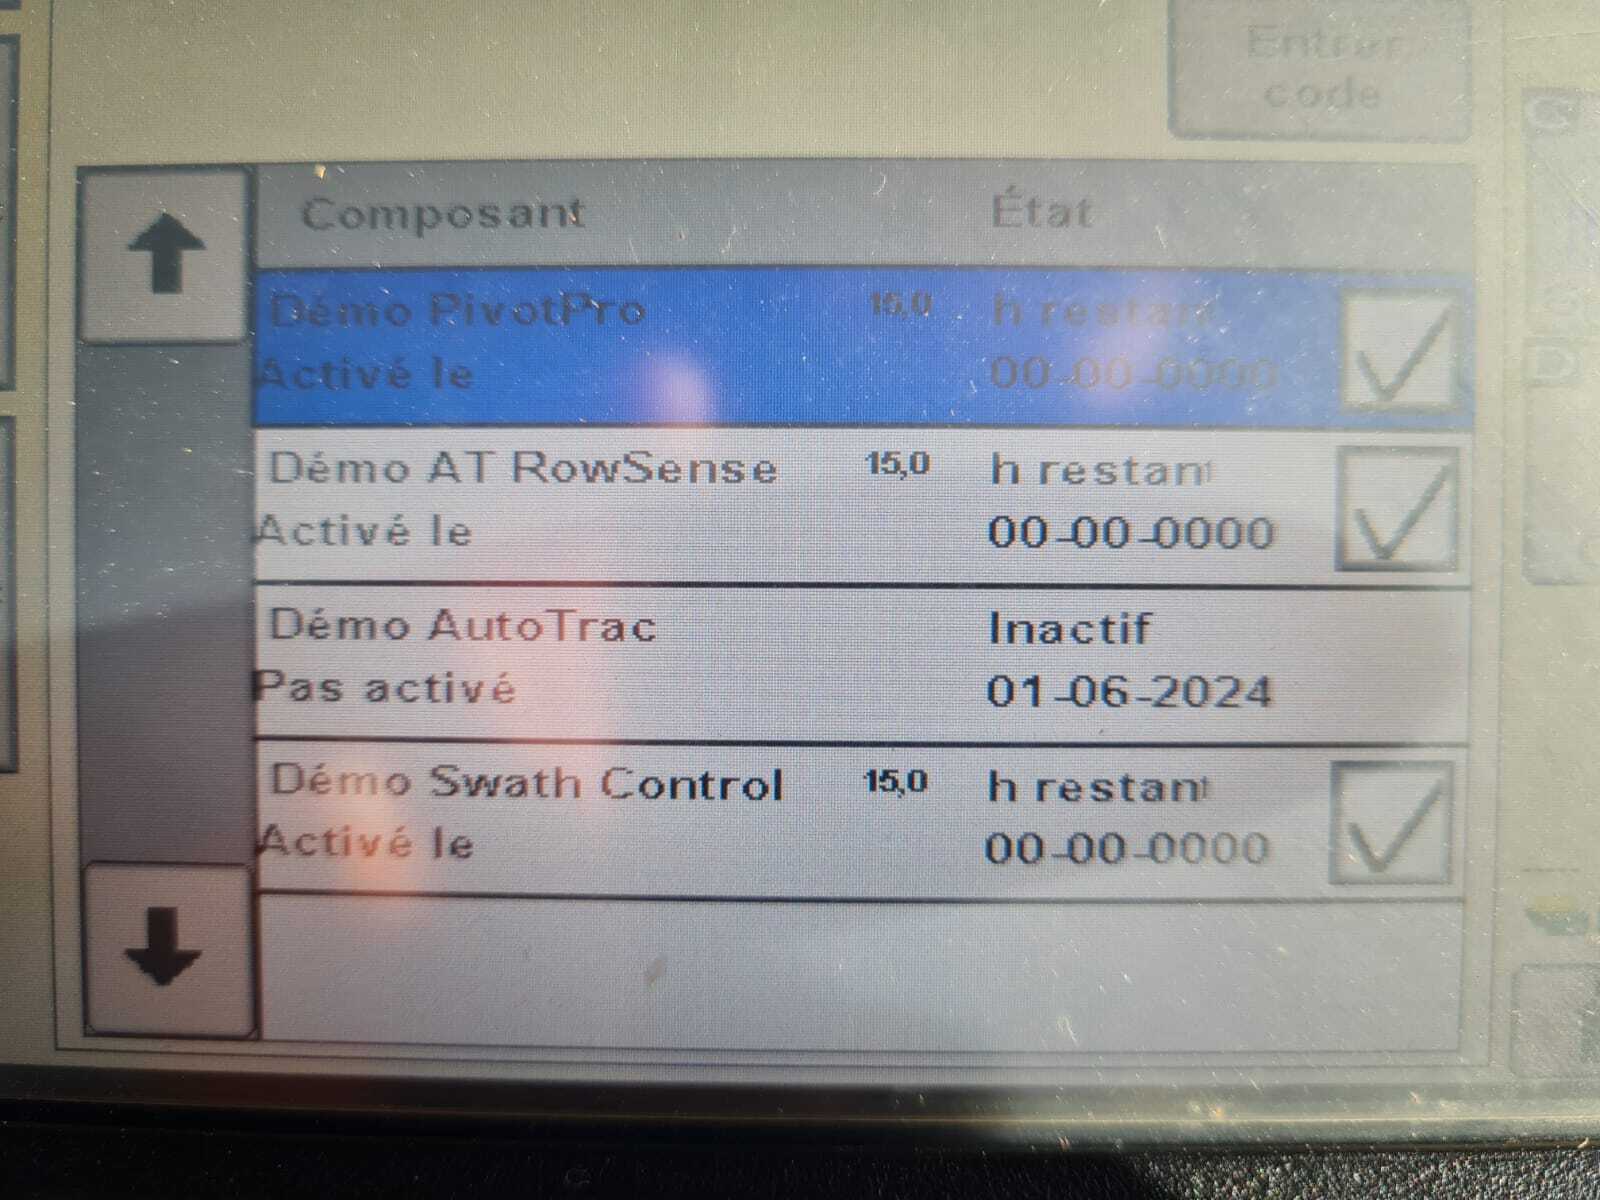 Entrer
code
Composant État
Démo PivotPro 15,0 h restant
Activé le 00-00-0000
Démo AT RowSense 15,0 h restant
Activé le 00-00-0000
Démo AutoTrac Inactif
Pas activé 01-06-2024
Démo Swath Control 15,0 h restant
Activé le 00-00-0000